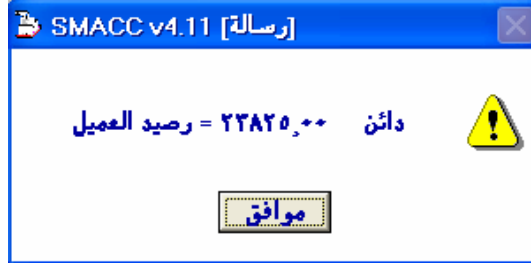 SMACC v4.11 [رسالة]
رصيد العميل = ٢٣٨٢٥,٠٠ دائن
موافق